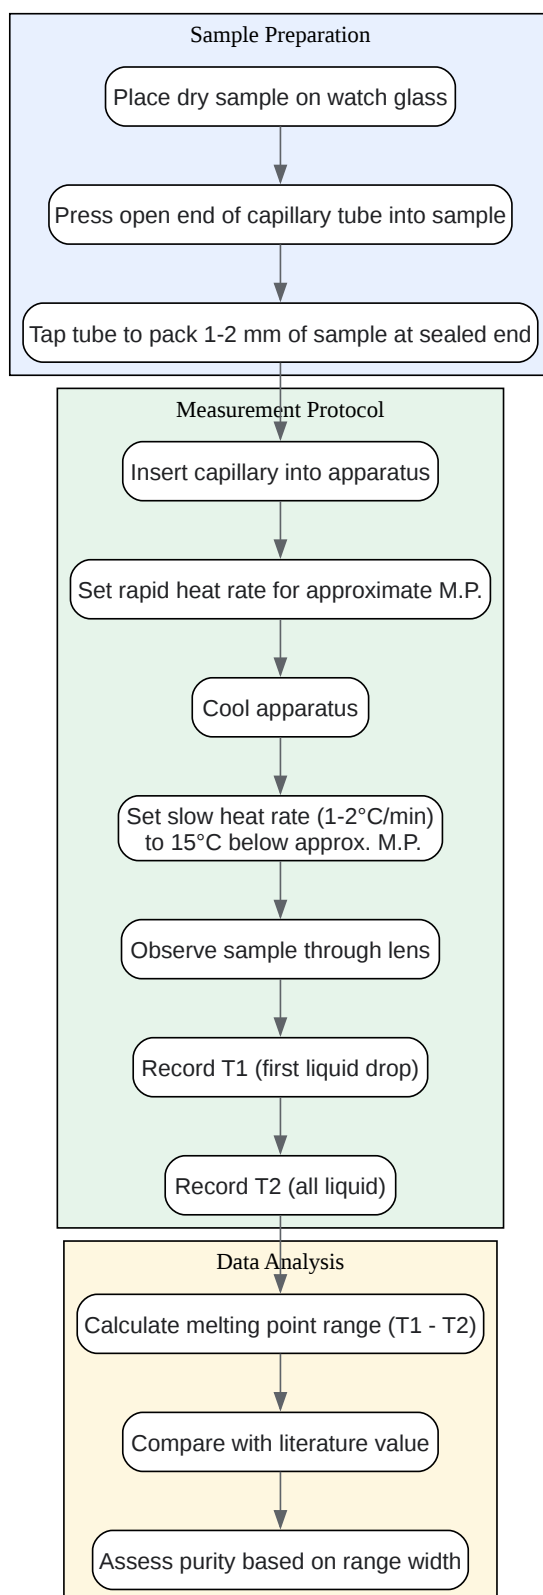 Sample Preparation
Place dry sample on watch glass
Press open end of capillary tube into sample
Tap tube to pack 1-2 mm of sample at sealed end
Measurement Protocol
Insert capillary into apparatus
Set rapid heat rate for approximate M.P.
Cool apparatus
Set slow heat rate (1-2°C/min)
to 15°C below approx. M.P.
Observe sample through lens
Record T1 (first liquid drop)
Record T2 (all liquid)
Data Analysis
Calculate melting point range (T1 - T2)
Compare with literature value
Assess purity based on range width